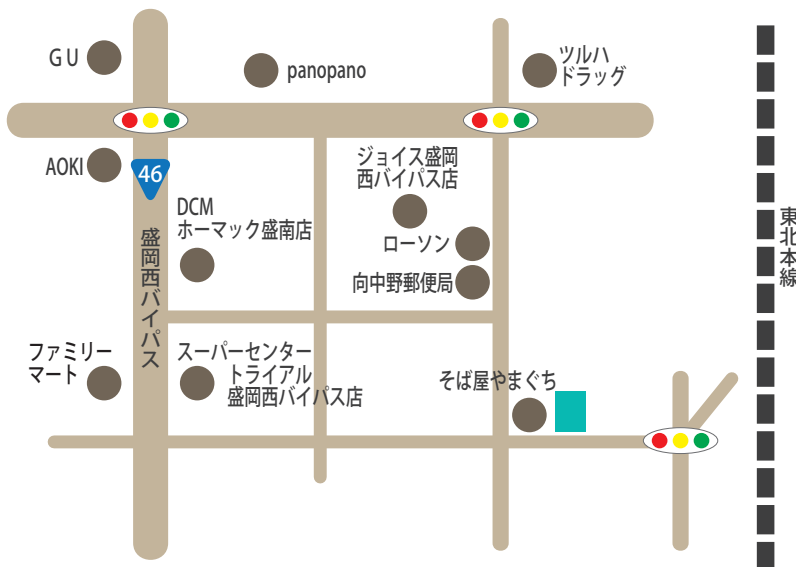 G U
panopano
ツルハ
ドラッグ
AOKI
46
ジョイス盛岡
西バイパス店
DCM
ホーマック盛南店
ローソン
向中野郵便局
盛岡西バイパス
東北本線
ファミリー
マート
スーパーセンター
トライアル
盛岡西バイパス店
そば屋やまぐち